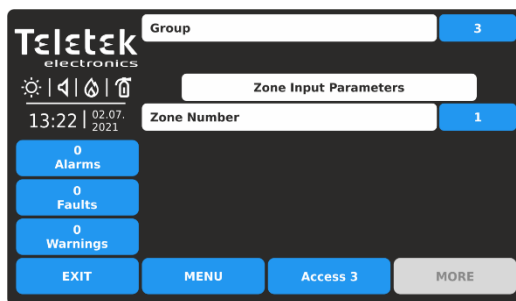 Teletek
electronics
13:22
02.07.
2021
0
Alarms
0
Faults
0
Warnings
EXIT
Group
3
Zone Input Parameters
Zone Number
1
MENU
Access 3
MORE